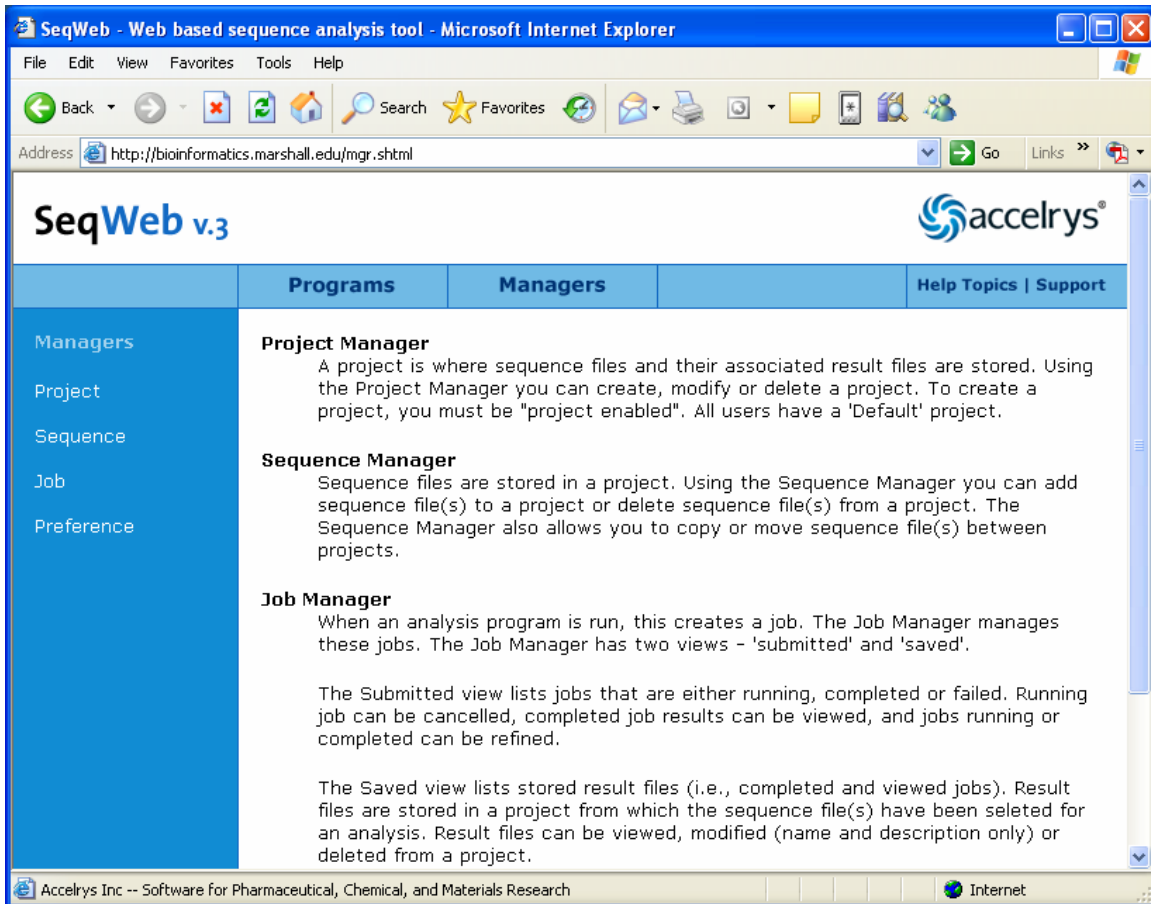 SeqWeb - Web based sequence analysis tool - Microsoft Internet Explorer
File Edit View Favorites Tools Help
Back Search Favorites
Address http://bioinformatics.marshall.edu/mgr.shtml Go Links »
SeqWeb v.3
accelrys®
Programs Managers Help Topics | Support
Managers
Project
Sequence
Job
Preference
Project Manager
A project is where sequence files and their associated result files are stored. Using
the Project Manager you can create, modify or delete a project. To create a
project, you must be "project enabled". All users have a 'Default' project.
Sequence Manager
Sequence files are stored in a project. Using the Sequence Manager you can add
sequence file(s) to a project or delete sequence file(s) from a project. The
Sequence Manager also allows you to copy or move sequence file(s) between
projects.
Job Manager
When an analysis program is run, this creates a job. The Job Manager manages
these jobs. The Job Manager has two views - 'submitted' and 'saved'.
The Submitted view lists jobs that are either running, completed or failed. Running
job can be cancelled, completed job results can be viewed, and jobs running or
completed can be refined.
The Saved view lists stored result files (i.e., completed and viewed jobs). Result
files are stored in a project from which the sequence file(s) have been seleted for
an analysis. Result files can be viewed, modified (name and description only) or
deleted from a project.
Accelrys Inc -- Software for Pharmaceutical, Chemical, and Materials Research Internet